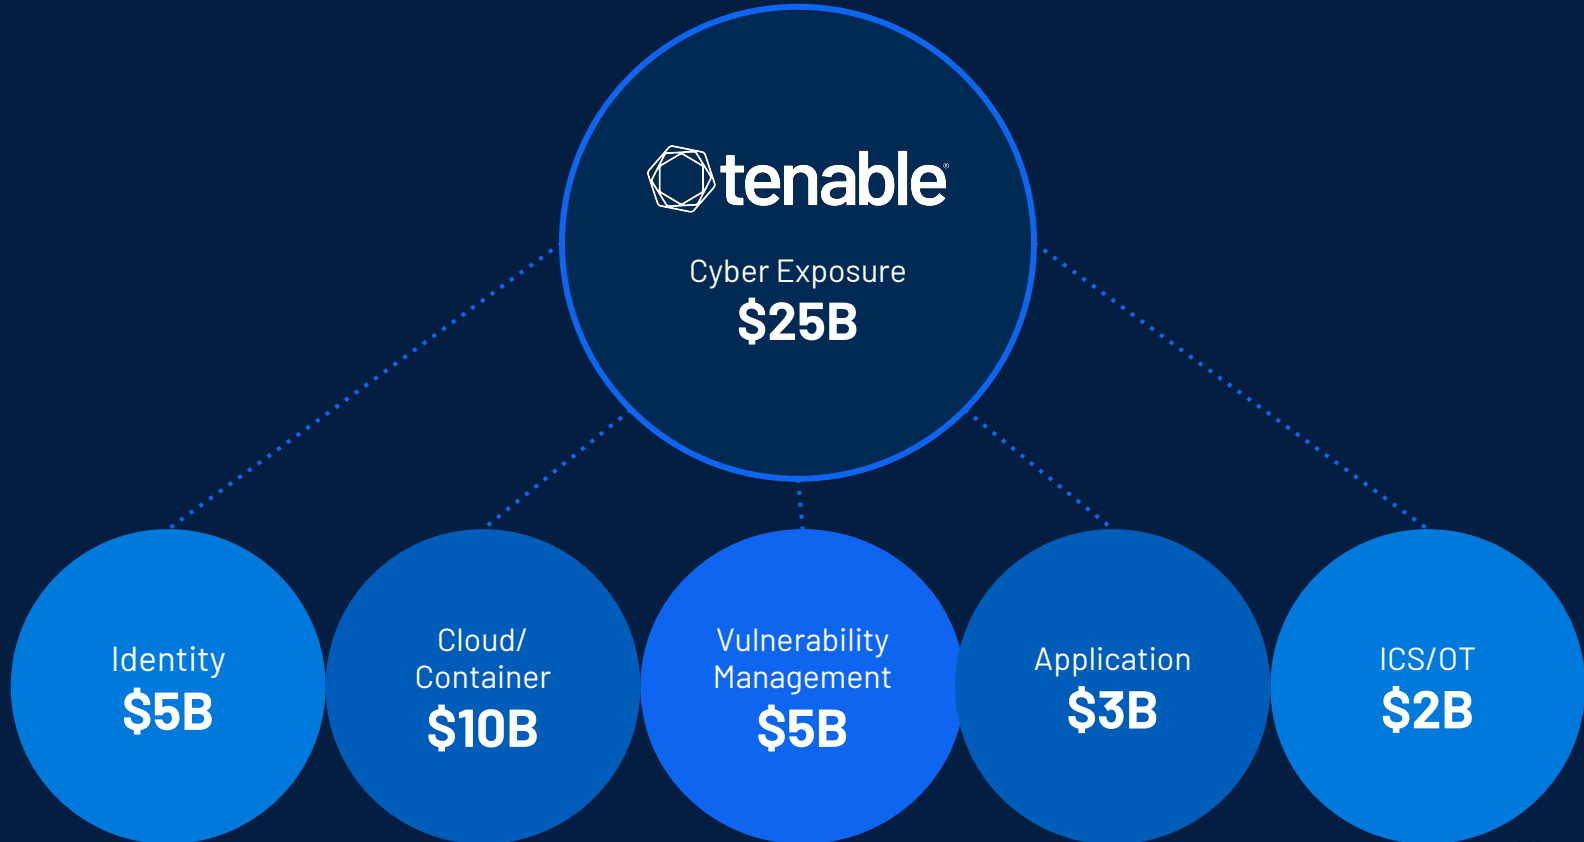 tenable®
Cyber Exposure
$25B
Identity
$5B
Cloud/
Container
$10B
Vulnerability
Management
$5B
Application
$3B
ICS/OT
$2B